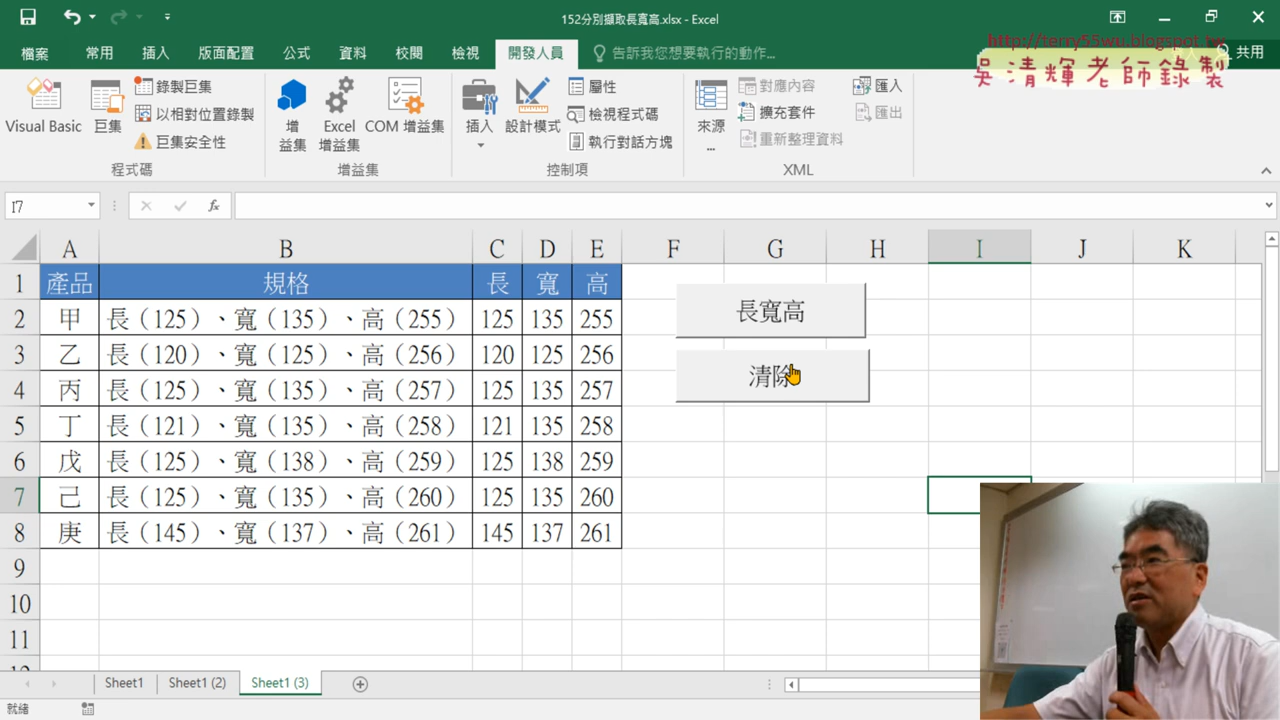 152分別擷取長寬高.xlsx - Excel
http://terry55wu.blogspot.tw
吳清輝老師錄製
檔案 常用 插入 版面配置 公式 資料 校閱 檢視 開發人員 告訴我您想要執行的動作... 共用
Visual Basic 巨集 錄製巨集 以相對位置錄製 巨集安全性
增益集 Excel 增益集 COM 增益集
插入 設計模式 屬性 檢視程式碼 執行對話方塊
來源... 對應內容 擴充套件 重新整理資料 匯入 匯出
程式碼 增益集 控制項 XML
I7 fx
A B C D E F G H I J K
1 產品 規格 長 寬 高
2 甲 長（125）、寬（135）、高（255） 125 135 255
3 乙 長（120）、寬（125）、高（256） 120 125 256
4 丙 長（125）、寬（135）、高（257） 125 135 257
5 丁 長（121）、寬（135）、高（258） 121 135 258
6 戊 長（125）、寬（138）、高（259） 125 138 259
7 己 長（125）、寬（135）、高（260） 125 135 260
8 庚 長（145）、寬（137）、高（261） 145 137 261
9
10
11
長寬高
清除
Sheet1 Sheet1 (2) Sheet1 (3)
就緒